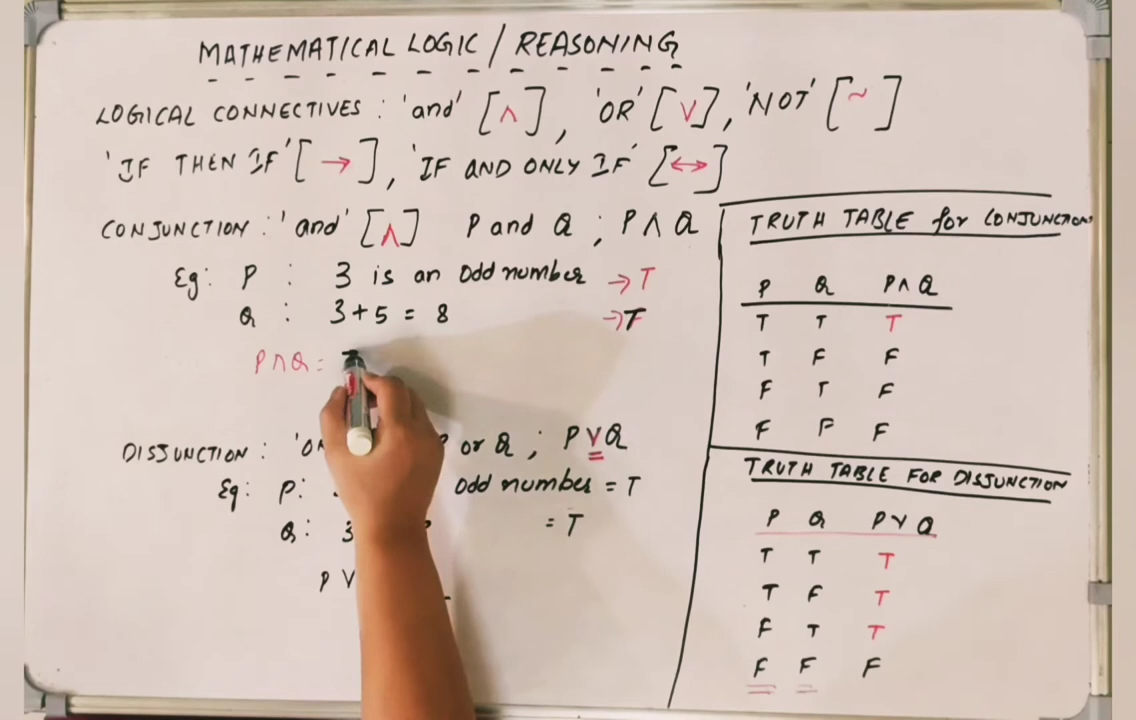 MATHEMATICAL LOGIC / REASONING
LOGICAL CONNECTIVES : 'and' [∧], 'OR' [∨], 'NOT' [~]
'IF THEN IF' [→], 'IF AND ONLY IF' [↔]
CONJUNCTION : 'and' [∧] P and Q ; P ∧ Q
Eg: P : 3 is an odd number → T
Q : 3+5 = 8 → T
P∧Q =
DISJUNCTION : or Q ; P ∨ Q
Eg: P: odd number = T
Q: 3 = T
P ∨
TRUTH TABLE for CONJUNCTION
P Q P∧Q
T T T
T F F
F T F
F F F
TRUTH TABLE FOR DISJUNCTION
P Q P∨Q
T T T
T F T
F T T
F F F